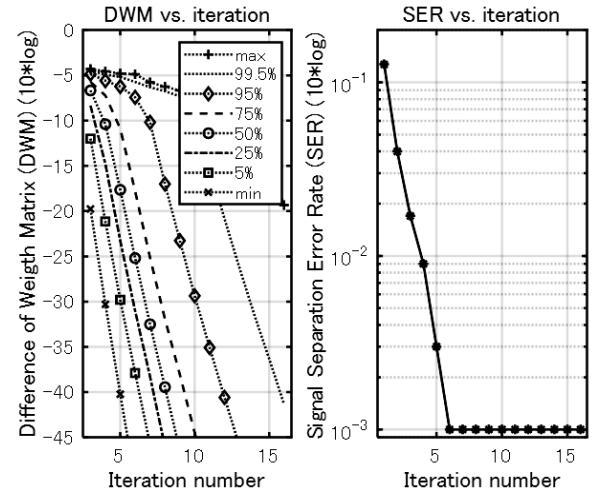 DWM vs. iteration
Difference of Weigth Matrix (DWM) (10*log)
0
-5
-10
-15
-20
-25
-30
-35
-40
-45
max
99.5%
95%
75%
50%
25%
5%
min
5 10 15
Iteration number
SER vs. iteration
Signal Separation Error Rate (SER) (10*log)
10^-1
10^-2
10^-3
5 10 15
Iteration number